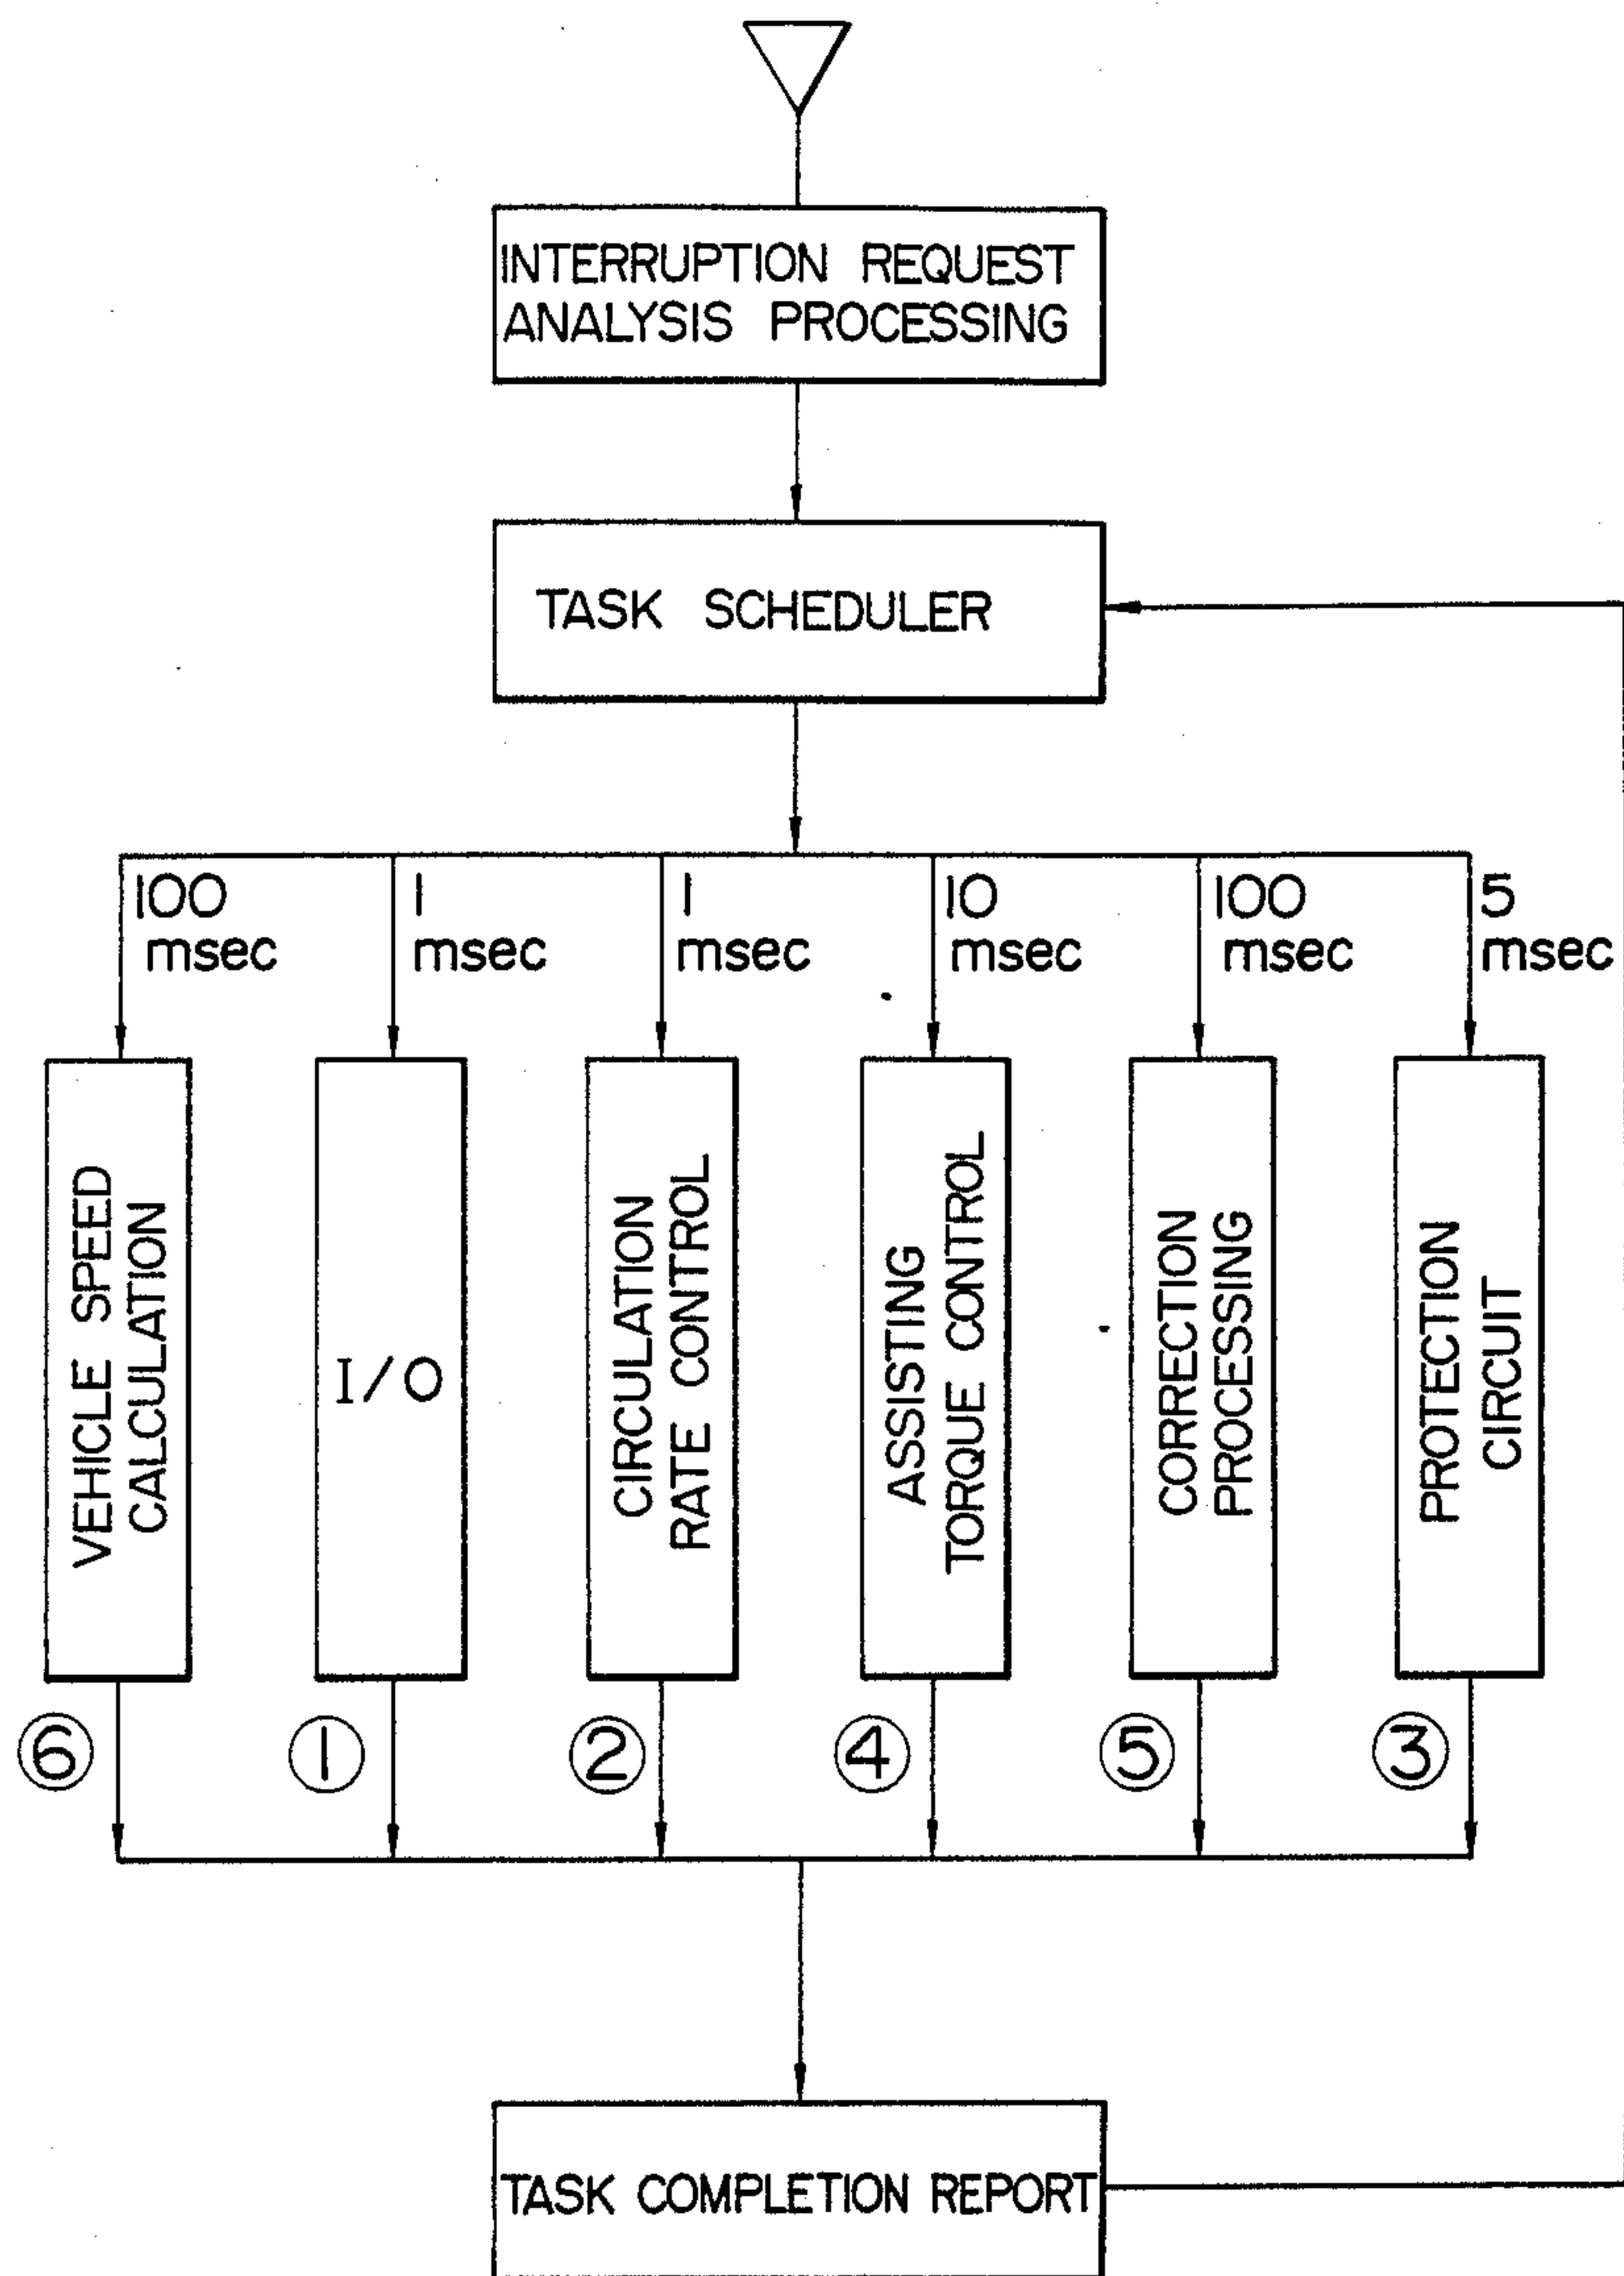 INTERRUPTION REQUEST
ANALYSIS PROCESSING
TASK SCHEDULER
100
msec
1
msec
1
msec
10
msec
100
msec
5
msec
VEHICLE SPEED
CALCULATION
I/O
CIRCULATION
RATE CONTROL
ASSISTING
TORQUE CONTROL
CORRECTION
PROCESSING
PROTECTION
CIRCUIT
⑥
①
②
④
⑤
③
TASK COMPLETION REPORT